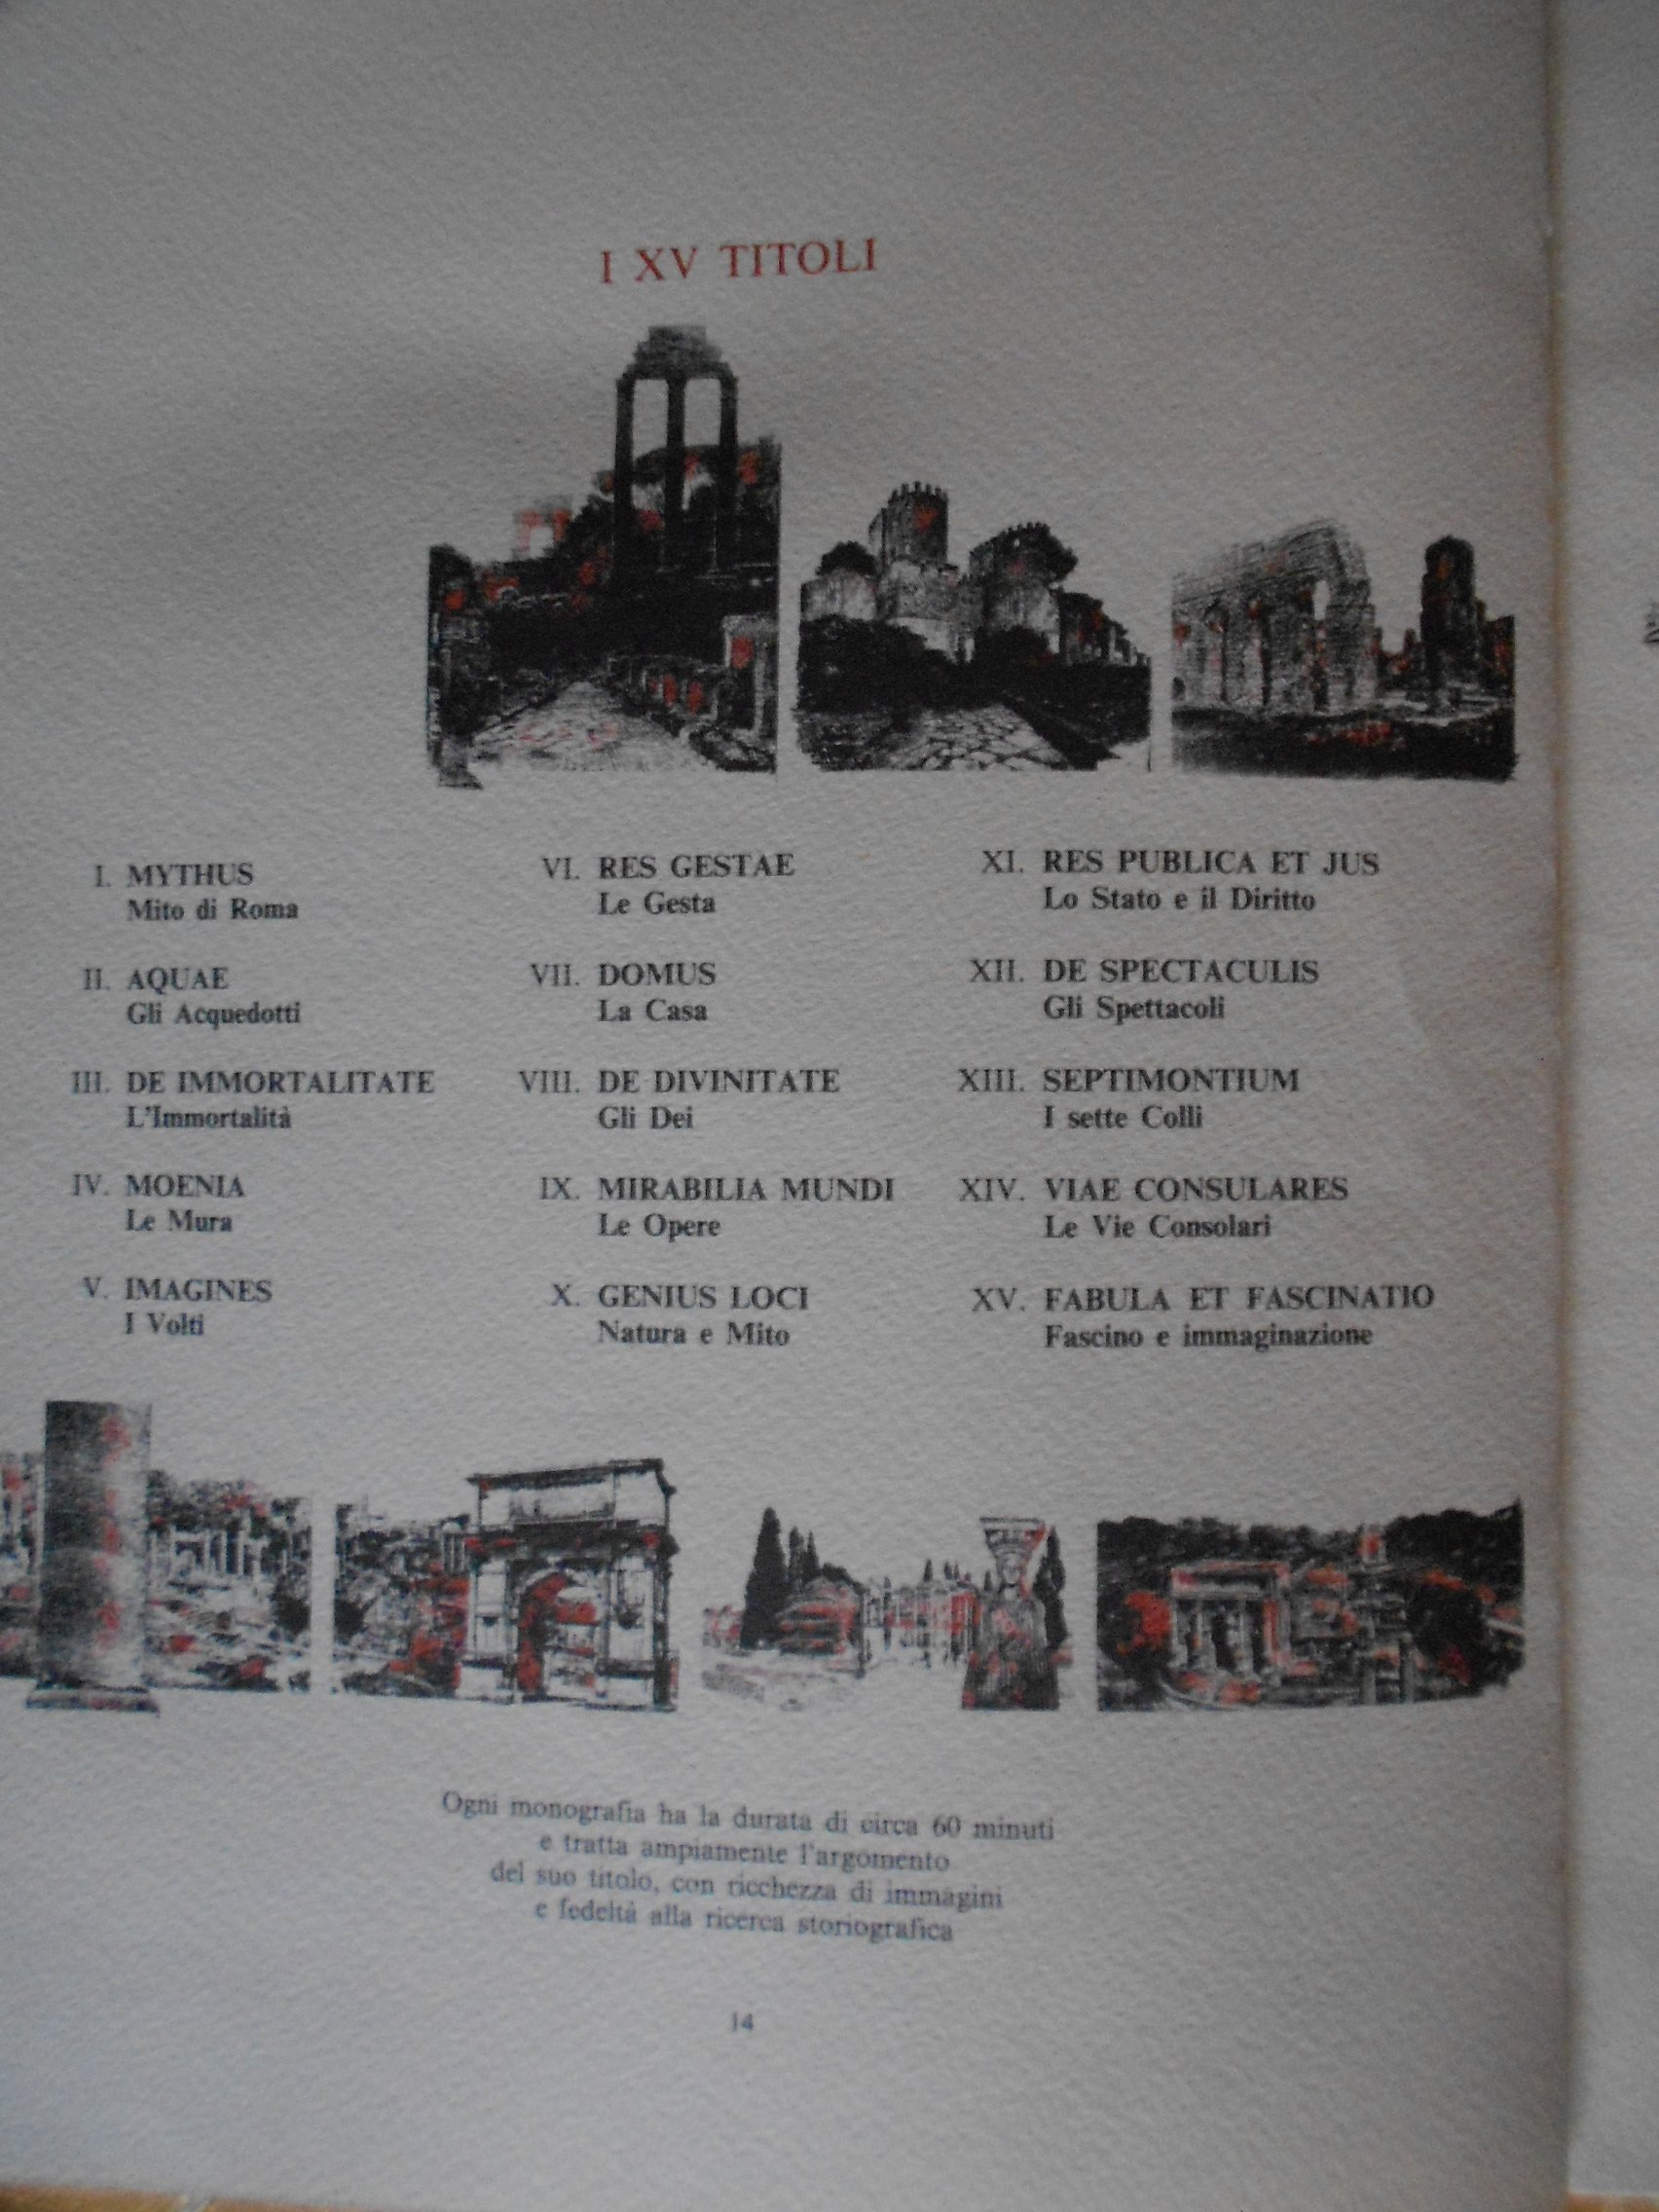 I XV TITOLI
I. MYTHUS
Mito di Roma
II. AQUAE
Gli Acquedotti
III. DE IMMORTALITATE
L'Immortalità
IV. MOENIA
Le Mura
V. IMAGINES
I Volti
VI. RES GESTAE
Le Gesta
VII. DOMUS
La Casa
VIII. DE DIVINITATE
Gli Dei
IX. MIRABILIA MUNDI
Le Opere
X. GENIUS LOCI
Natura e Mito
XI. RES PUBLICA ET JUS
Lo Stato e il Diritto
XII. DE SPECTACULIS
Gli Spettacoli
XIII. SEPTIMONTIUM
I sette Colli
XIV. VIAE CONSULARES
Le Vie Consolari
XV. FABULA ET FASCINATIO
Fascino e immaginazione
Ogni monografia ha la durata di circa 60 minuti
e tratta ampiamente l'argomento
del suo titolo, con ricchezza di immagini
e fedeltà alla ricerca storiografica
14